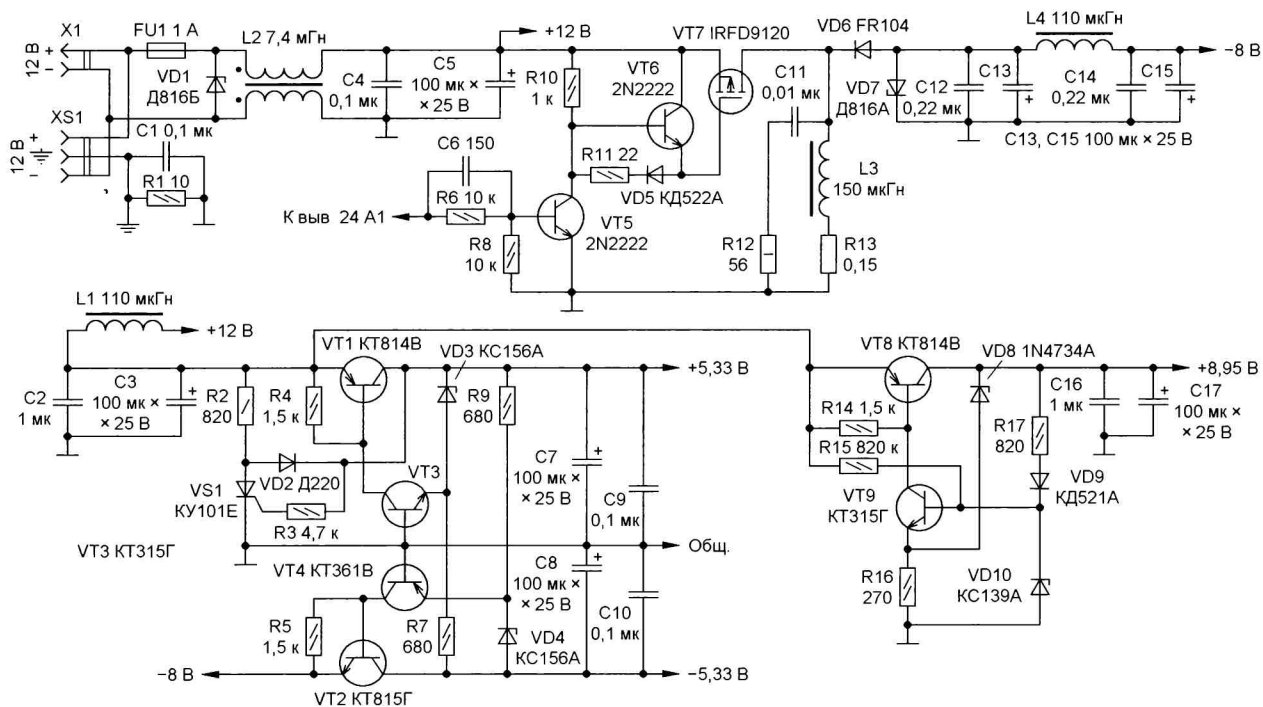 X1
12 В
+
−
FU1 1 А
VD1
Д816Б
L2 7,4 мГн
C4
0,1 мк
C5
100 мк ×
× 25 В
+
+12 В
XS1
12 В
+
−
C1 0,1 мк
R1 10
R10
1 к
VT6
2N2222
VT7 IRFD9120
C6 150
R6 10 к
К выв 24 А1
R8
10 к
R11 22
VD5 КД522А
VT5
2N2222
C11
0,01 мк
R12
56
L3
150 мкГн
R13
0,15
VD6 FR104
VD7
Д816А
C12
0,22 мк
C13
+
L4 110 мкГн
C14
0,22 мк
C15
+
−8 В
C13, C15 100 мк × 25 В
L1 110 мкГн
+12 В
C2
1 мк
C3
100 мк ×
× 25 В
+
R2
820
R4
1,5 к
VT1 КТ814В
VD3 КС156А
R9
680
+5,33 В
VS1
КУ101Е
VD2 Д220
R3 4,7 к
VT3
VT3 КТ315Г
C7
100 мк ×
× 25 В
+
C9
0,1 мк
Общ.
VT4 КТ361В
C8
100 мк ×
× 25 В
+
C10
0,1 мк
R5
1,5 к
R7
680
VD4
КС156А
−8 В
VT2 КТ815Г
−5,33 В
VT8 КТ814В
VD8 1N4734A
+8,95 В
R14 1,5 к
R15 820 к
R17
820
C16
1 мк
C17
100 мк ×
× 25 В
+
VT9
КТ315Г
VD9
КД521А
R16
270
VD10
КС139А